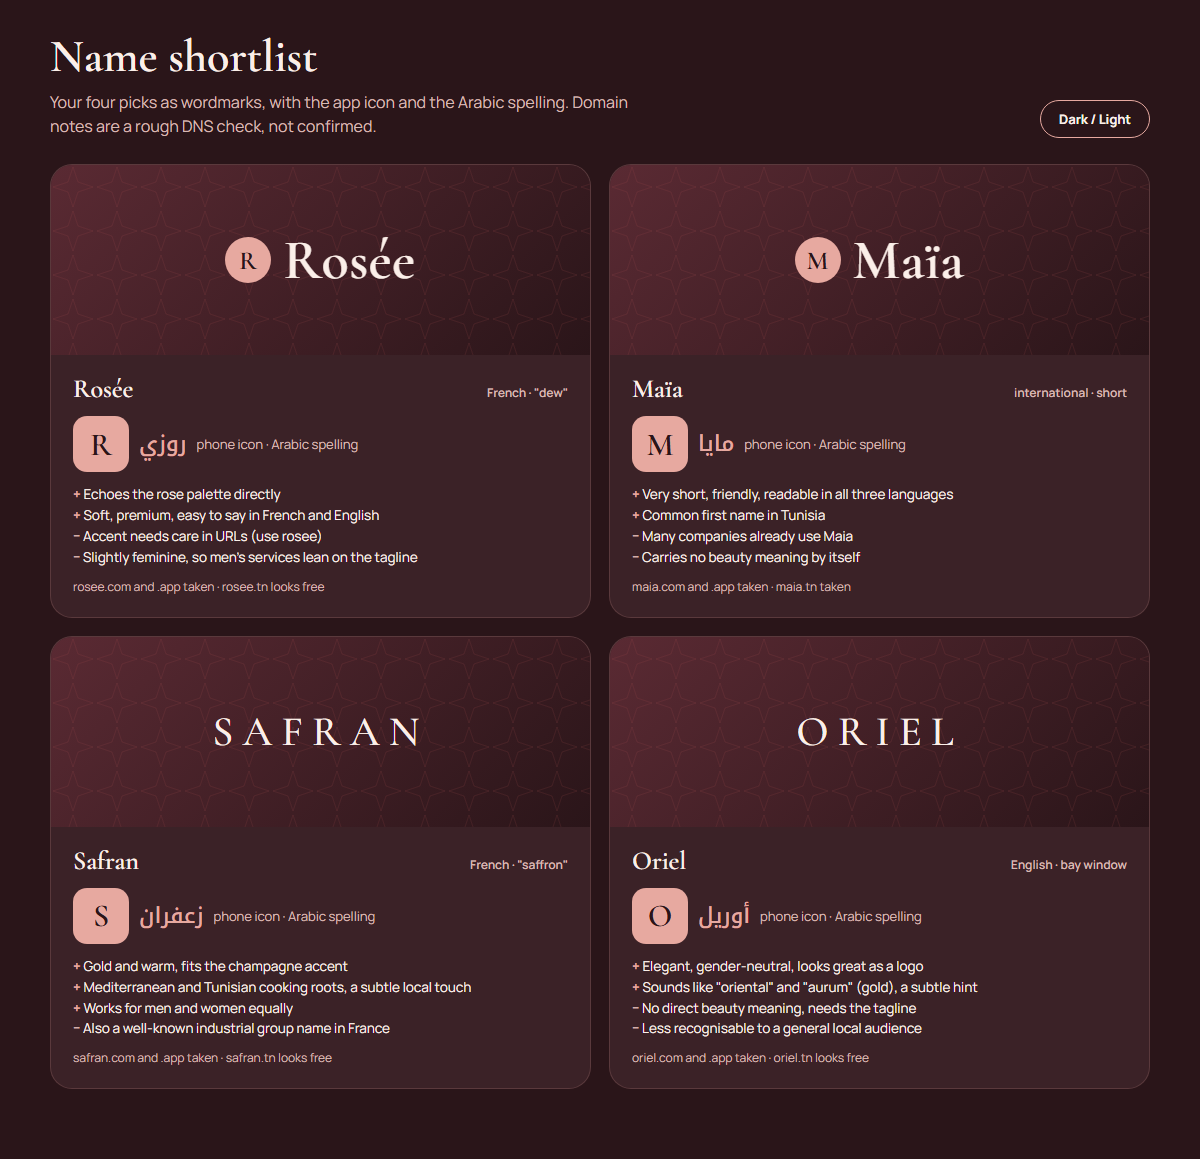 Name shortlist
Your four picks as wordmarks, with the app icon and the Arabic spelling. Domain
notes are a rough DNS check, not confirmed.
Dark / Light
R Rosée
M Maïa
Rosée
French · "dew"
R روزي phone icon · Arabic spelling
+ Echoes the rose palette directly
+ Soft, premium, easy to say in French and English
− Accent needs care in URLs (use rosee)
− Slightly feminine, so men's services lean on the tagline
rosee.com and .app taken · rosee.tn looks free
Maïa
international · short
M مايا phone icon · Arabic spelling
+ Very short, friendly, readable in all three languages
+ Common first name in Tunisia
− Many companies already use Maia
− Carries no beauty meaning by itself
maia.com and .app taken · maia.tn taken
SAFRAN
ORIEL
Safran
French · "saffron"
S زعفران phone icon · Arabic spelling
+ Gold and warm, fits the champagne accent
+ Mediterranean and Tunisian cooking roots, a subtle local touch
+ Works for men and women equally
− Also a well-known industrial group name in France
safran.com and .app taken · safran.tn looks free
Oriel
English · bay window
O أوريل phone icon · Arabic spelling
+ Elegant, gender-neutral, looks great as a logo
+ Sounds like "oriental" and "aurum" (gold), a subtle hint
− No direct beauty meaning, needs the tagline
− Less recognisable to a general local audience
oriel.com and .app taken · oriel.tn looks free